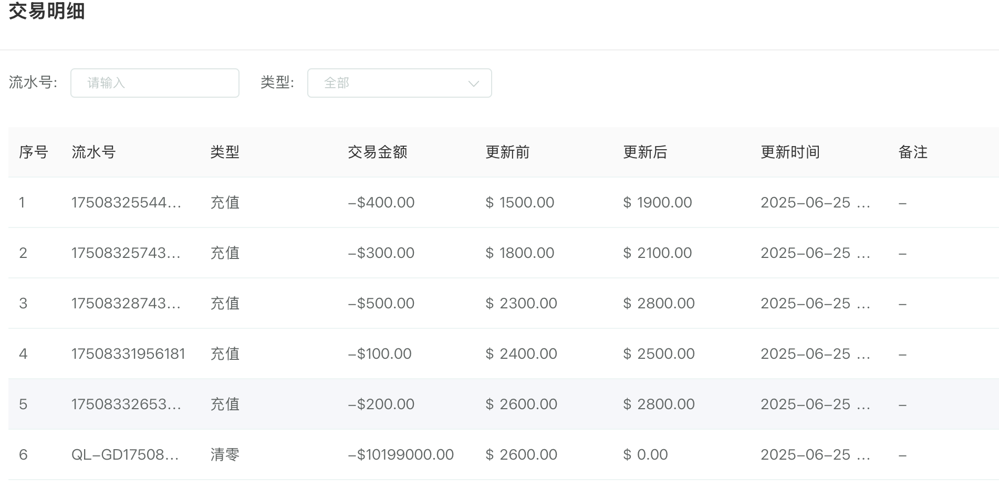 交易明细
流水号: 请输入 类型: 全部
序号 流水号 类型 交易金额 更新前 更新后 更新时间 备注
1 17508325544... 充值 -$400.00 $ 1500.00 $ 1900.00 2025-06-25 ... -
2 17508325743... 充值 -$300.00 $ 1800.00 $ 2100.00 2025-06-25 ... -
3 17508328743... 充值 -$500.00 $ 2300.00 $ 2800.00 2025-06-25 ... -
4 17508331956181 充值 -$100.00 $ 2400.00 $ 2500.00 2025-06-25 ... -
5 17508332653... 充值 -$200.00 $ 2600.00 $ 2800.00 2025-06-25 ... -
6 QL-GD17508... 清零 -$10199000.00 $ 2600.00 $ 0.00 2025-06-25 ... -